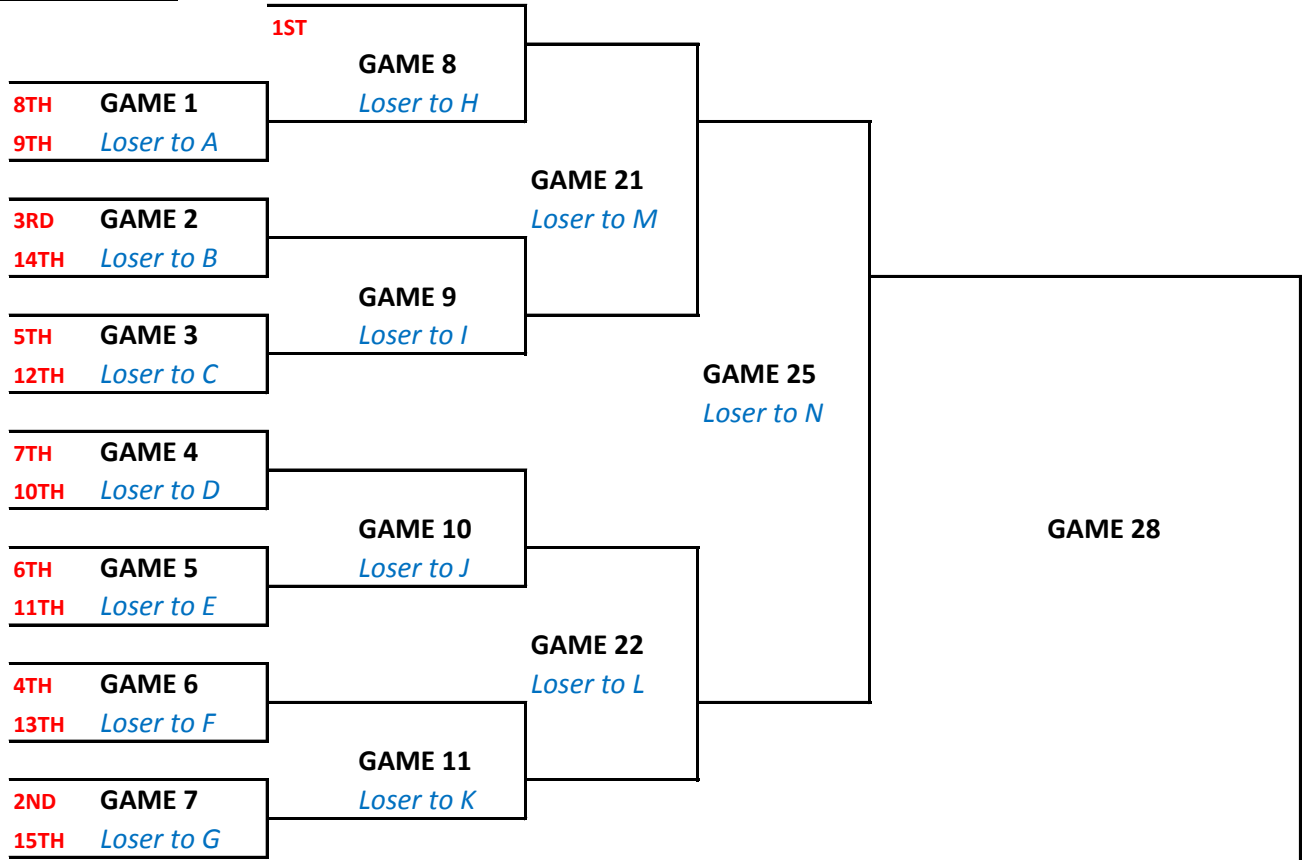 1ST
GAME 8
Loser to H
8TH GAME 1
9TH Loser to A
GAME 21
Loser to M
3RD GAME 2
14TH Loser to B
GAME 9
Loser to I
5TH GAME 3
12TH Loser to C
GAME 25
Loser to N
7TH GAME 4
10TH Loser to D
GAME 10
Loser to J
GAME 28
6TH GAME 5
11TH Loser to E
GAME 22
Loser to L
4TH GAME 6
13TH Loser to F
GAME 11
Loser to K
2ND GAME 7
15TH Loser to G